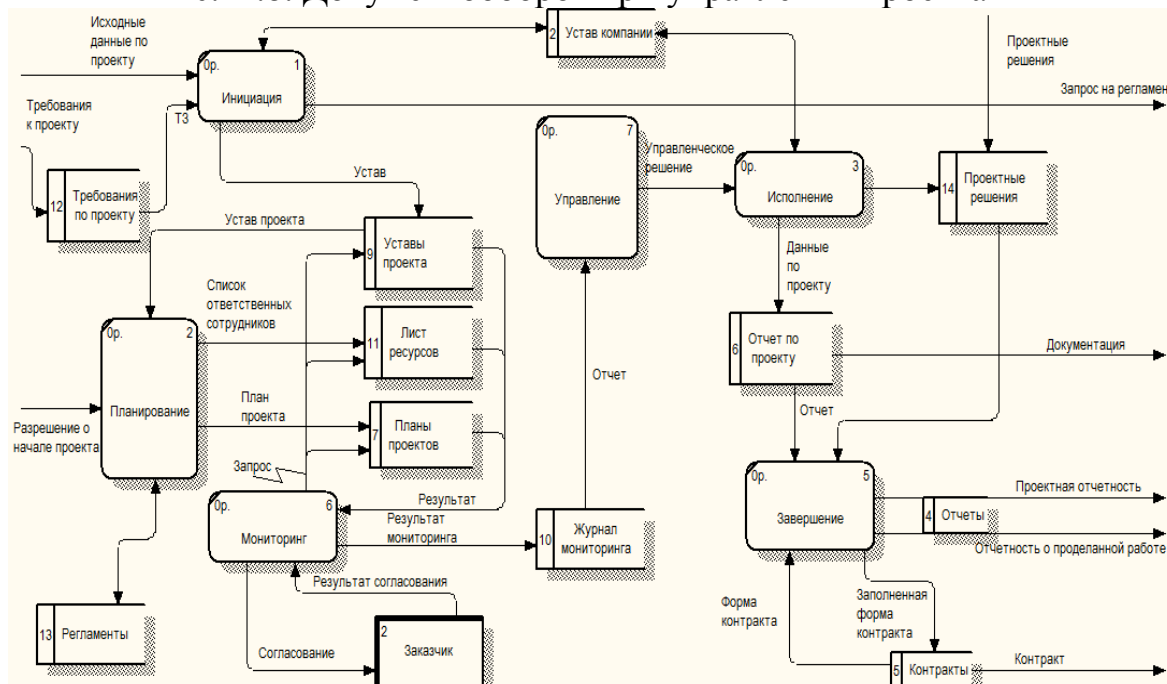 Исходные
данные по
проекту
2
Устав компании
Проектные
решения
0р.
1
Инициация
Запрос на регламен
Требования
к проекту
ТЗ
0р.
7
Управление
Управленческое
решение
0р.
3
Исполнение
14
Проектные
решения
12
Требования
по проекту
Устав
Устав проекта
9
Уставы
проекта
Данные
по
проекту
Список
ответственных
сотрудников
0р.
2
Планирование
11
Лист
ресурсов
6
Отчет по
проекту
Документация
Отчет
План
проекта
7
Планы
проектов
Отчет
Разрешение о
начале проекта
Запрос
0р.
6
Мониторинг
Результат
Результат
мониторинга
10
Журнал
мониторинга
0р.
5
Завершение
Проектная отчетность
4
Отчеты
Отчетность о проделанной работе
Результат согласования
13
Регламенты
Согласование
2
Заказчик
Форма
контракта
Заполненная
форма
контракта
5
Контракты
Контракт